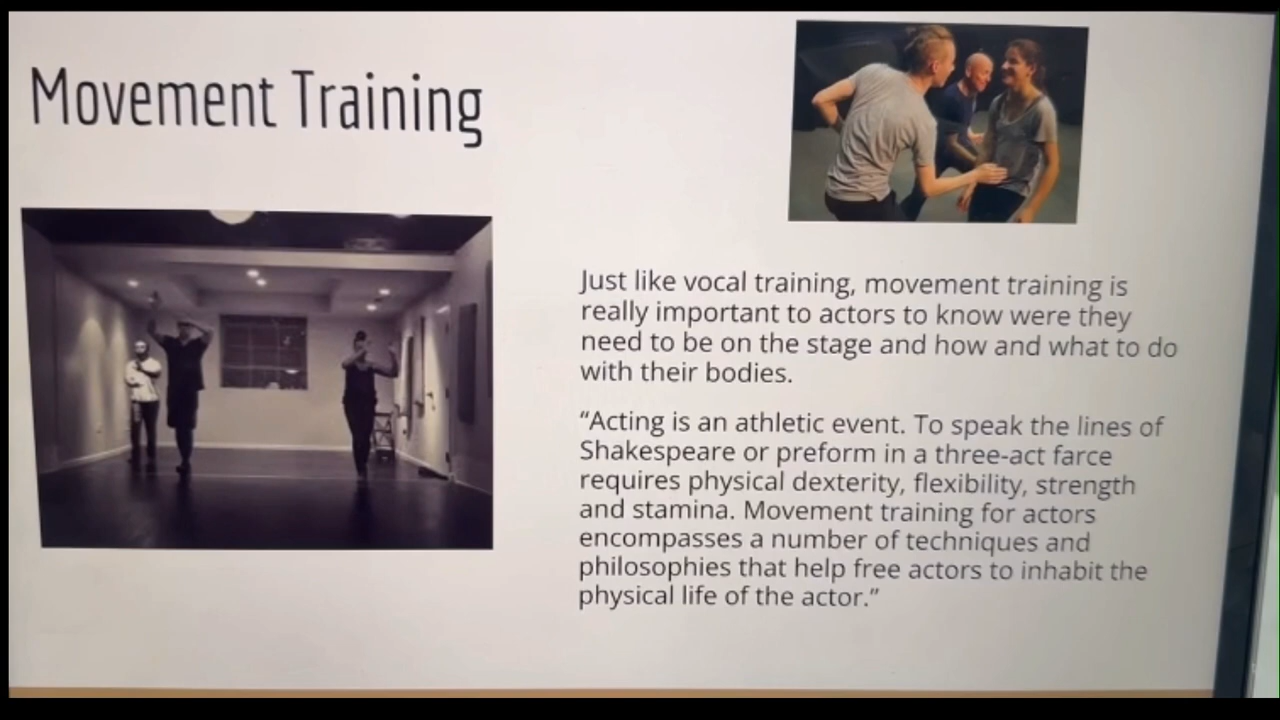 Movement Training
Just like vocal training, movement training is
really important to actors to know were they
need to be on the stage and how and what to do
with their bodies.
“Acting is an athletic event. To speak the lines of
Shakespeare or preform in a three-act farce
requires physical dexterity, flexibility, strength
and stamina. Movement training for actors
encompasses a number of techniques and
philosophies that help free actors to inhabit the
physical life of the actor.”